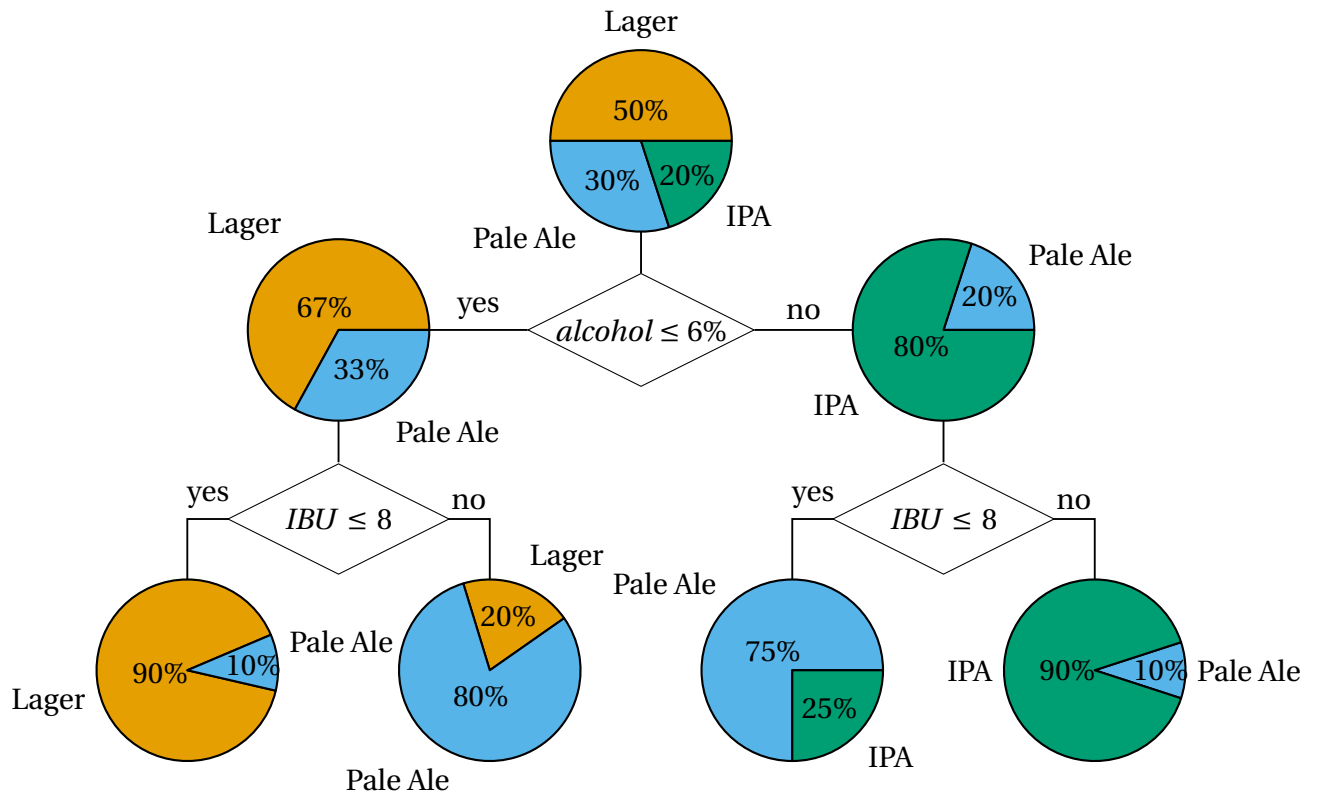 Lager
50%
30%
20%
IPA
Pale Ale
Lager
67%
33%
Pale Ale
yes
alcohol ≤ 6%
no
Pale Ale
20%
80%
IPA
yes
IBU ≤ 8
no
yes
IBU ≤ 8
no
90%
10%
Pale Ale
Lager
Lager
20%
80%
Pale Ale
Pale Ale
75%
25%
IPA
IPA
90%
10%
Pale Ale